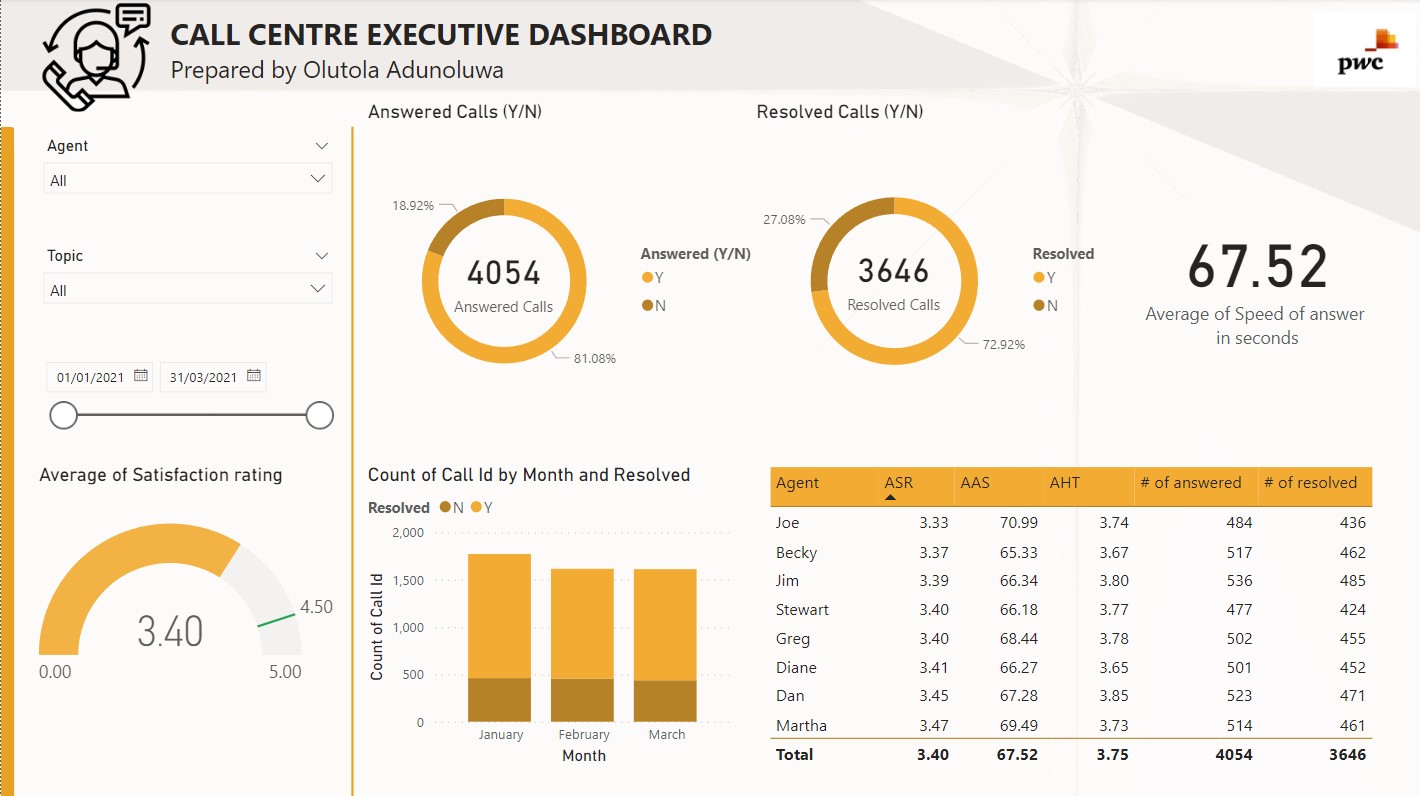 CALL CENTRE EXECUTIVE DASHBOARD
Prepared by Olutola Adunoluwa
pwc
Agent
All
Topic
All
01/01/2021 31/03/2021
Average of Satisfaction rating
3.40
4.50
0.00 5.00
Answered Calls (Y/N)
18.92%
4054
Answered Calls
81.08%
Answered (Y/N)
Y
N
Resolved Calls (Y/N)
27.08%
3646
Resolved Calls
72.92%
Resolved
Y
N
67.52
Average of Speed of answer
in seconds
Count of Call Id by Month and Resolved
Resolved N Y
Count of Call Id
2,000
1,500
1,000
500
0
January February March
Month
Agent ASR AAS AHT # of answered # of resolved
Joe 3.33 70.99 3.74 484 436
Becky 3.37 65.33 3.67 517 462
Jim 3.39 66.34 3.80 536 485
Stewart 3.40 66.18 3.77 477 424
Greg 3.40 68.44 3.78 502 455
Diane 3.41 66.27 3.65 501 452
Dan 3.45 67.28 3.85 523 471
Martha 3.47 69.49 3.73 514 461
Total 3.40 67.52 3.75 4054 3646